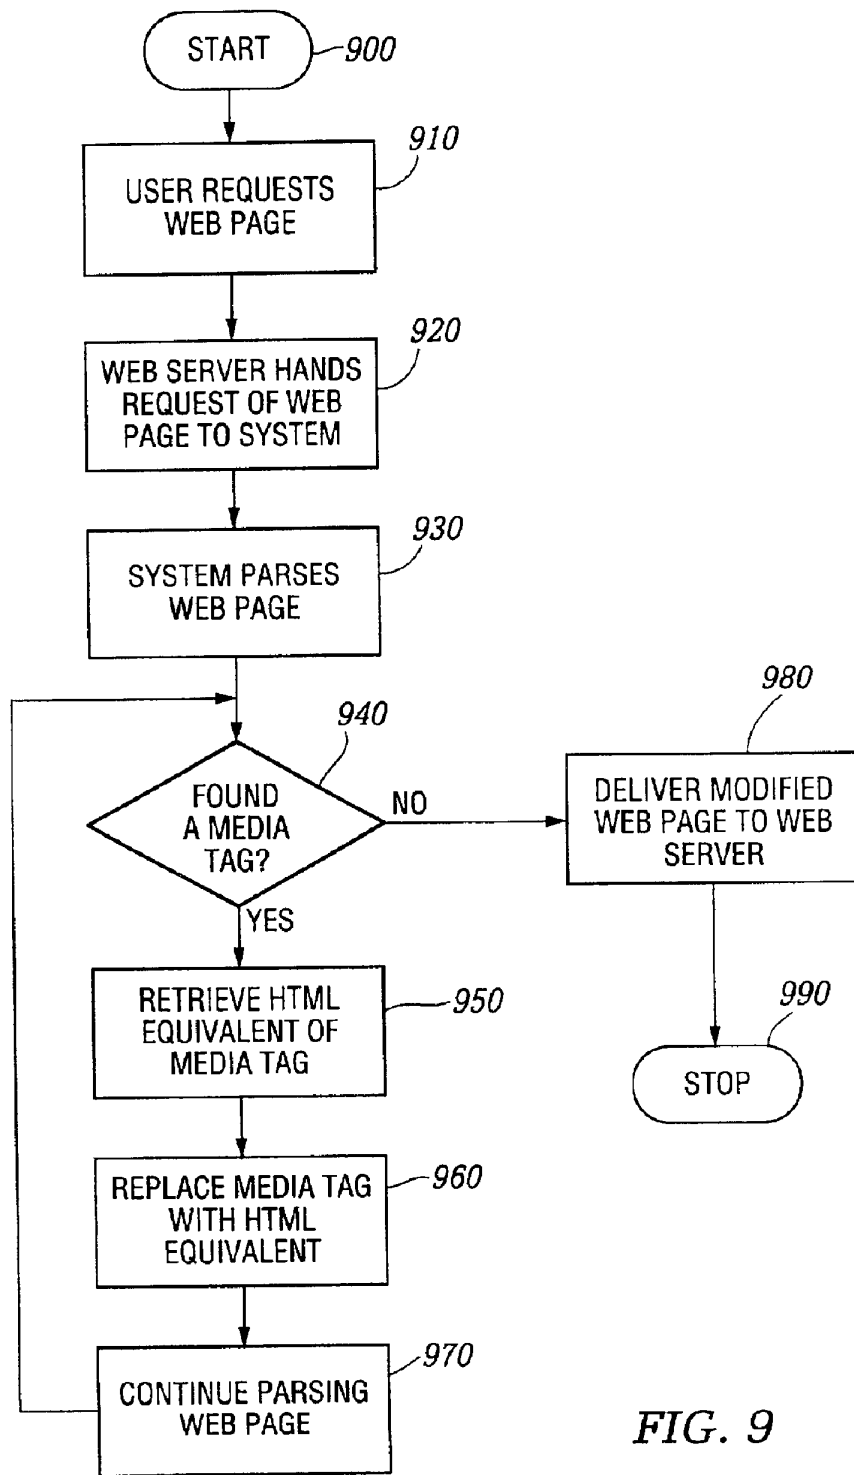 START
900
910
USER REQUESTS
WEB PAGE
920
WEB SERVER HANDS
REQUEST OF WEB
PAGE TO SYSTEM
930
SYSTEM PARSES
WEB PAGE
940
FOUND
A MEDIA
TAG?
NO
YES
980
DELIVER MODIFIED
WEB PAGE TO WEB
SERVER
950
RETRIEVE HTML
EQUIVALENT OF
MEDIA TAG
990
STOP
960
REPLACE MEDIA TAG
WITH HTML
EQUIVALENT
970
CONTINUE PARSING
WEB PAGE
FIG. 9